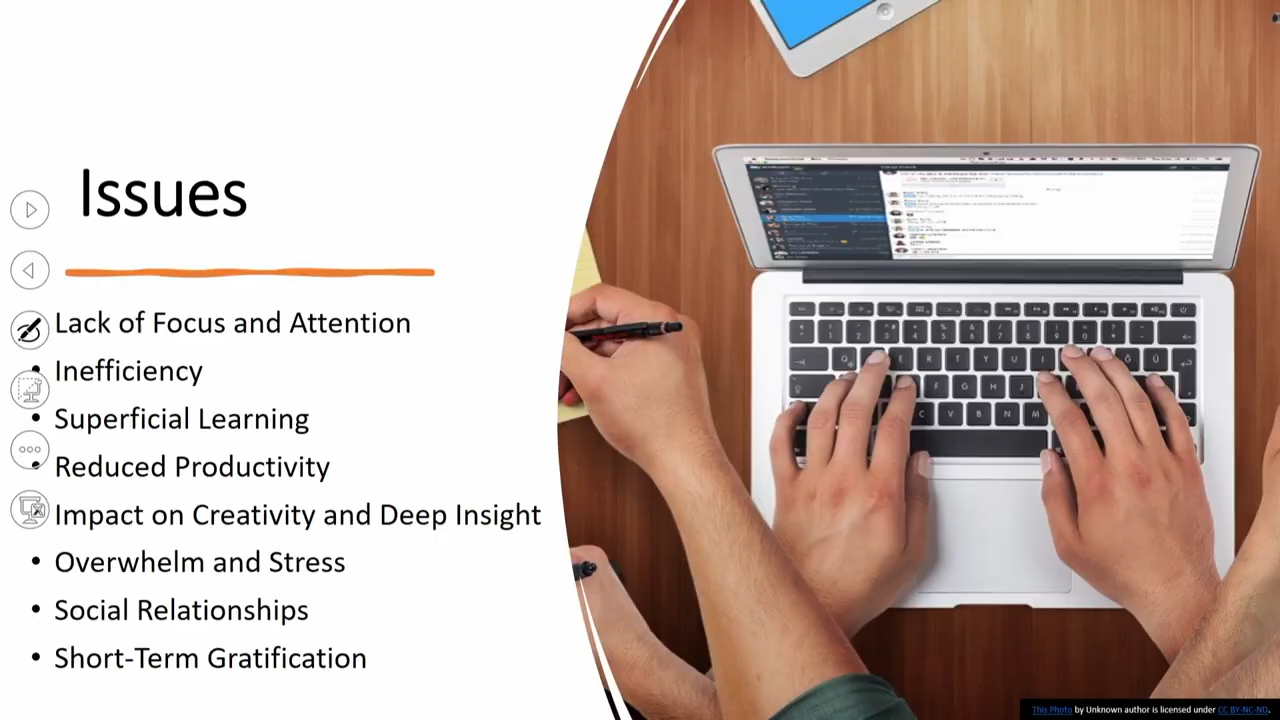 Issues
Lack of Focus and Attention
• Inefficiency
• Superficial Learning
• Reduced Productivity
Impact on Creativity and Deep Insight
• Overwhelm and Stress
• Social Relationships
• Short-Term Gratification
This Photo by Unknown author is licensed under CC BY-NC-ND.